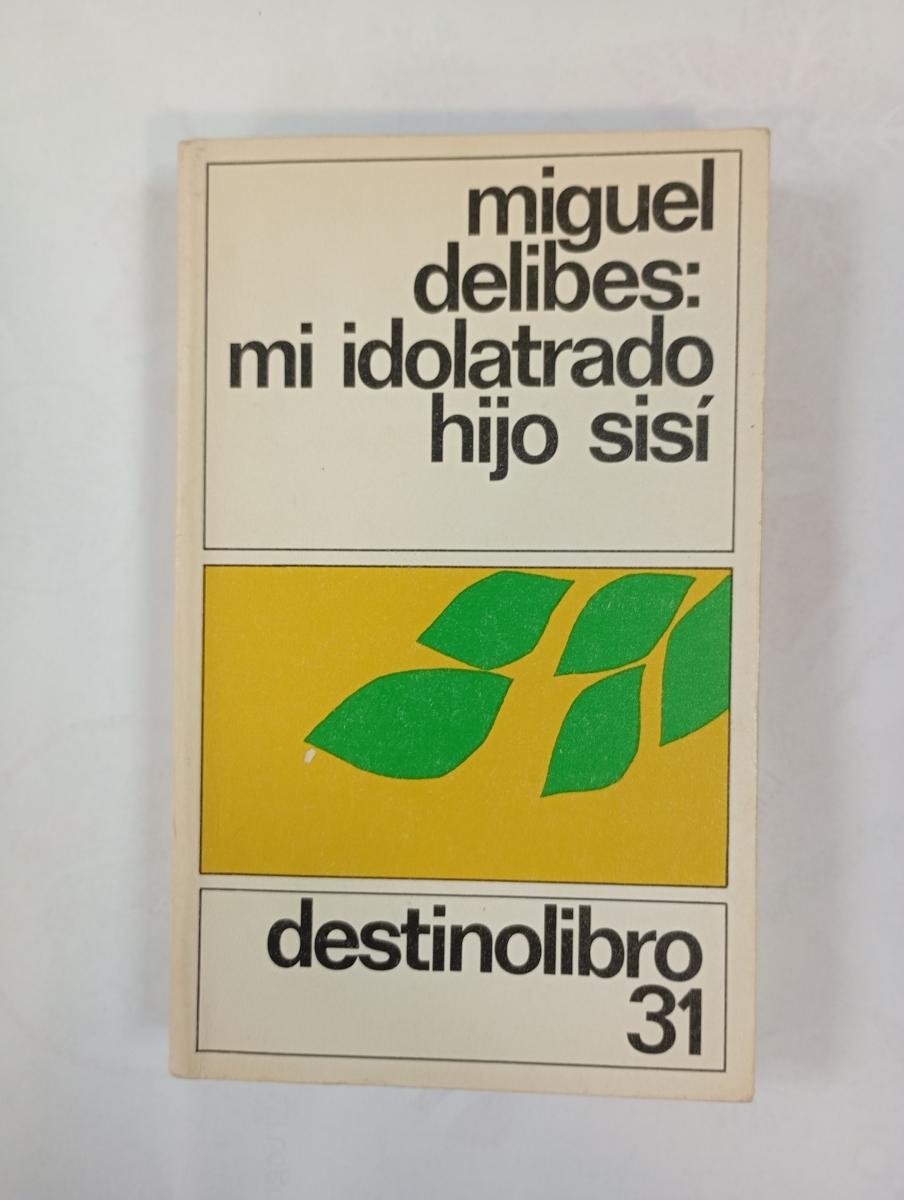 miguel
delibes:
mi idolatrado
hijo sisí
destinolibro
31